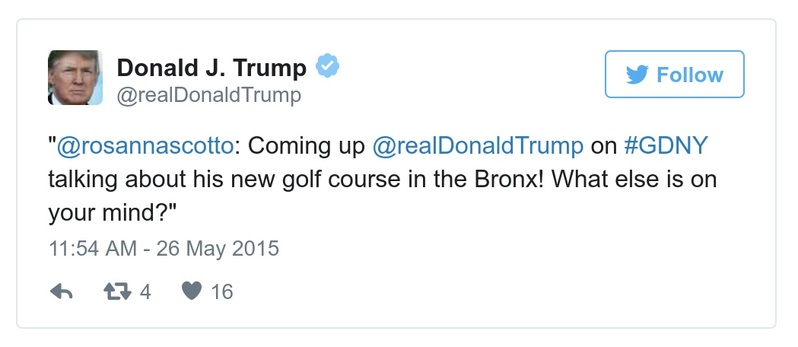 Donald J. Trump
@realDonaldTrump
Follow
"@rosannascotto: Coming up @realDonaldTrump on #GDNY
talking about his new golf course in the Bronx! What else is on
your mind?"
11:54 AM - 26 May 2015
4 16